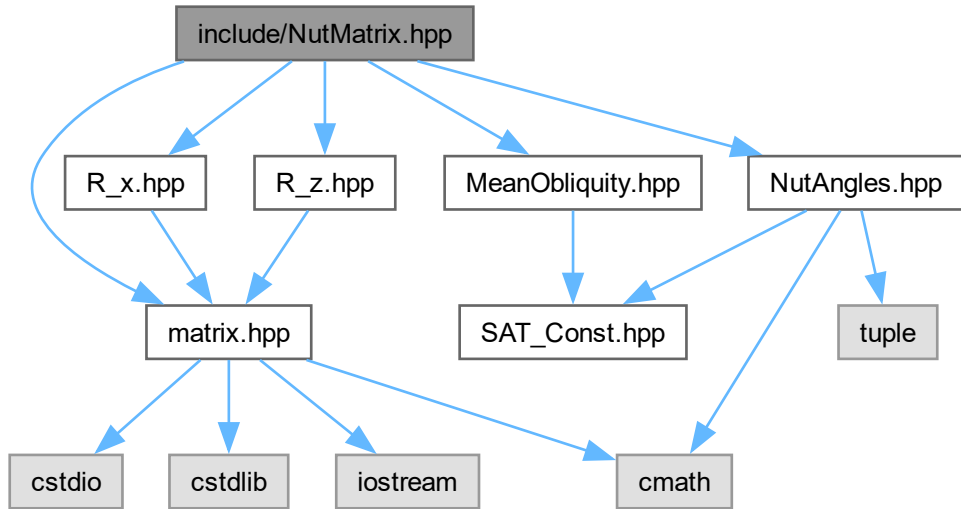 include/NutMatrix.hpp
R_x.hpp
R_z.hpp
MeanObliquity.hpp
NutAngles.hpp
matrix.hpp
SAT_Const.hpp
tuple
cstdio
cstdlib
iostream
cmath